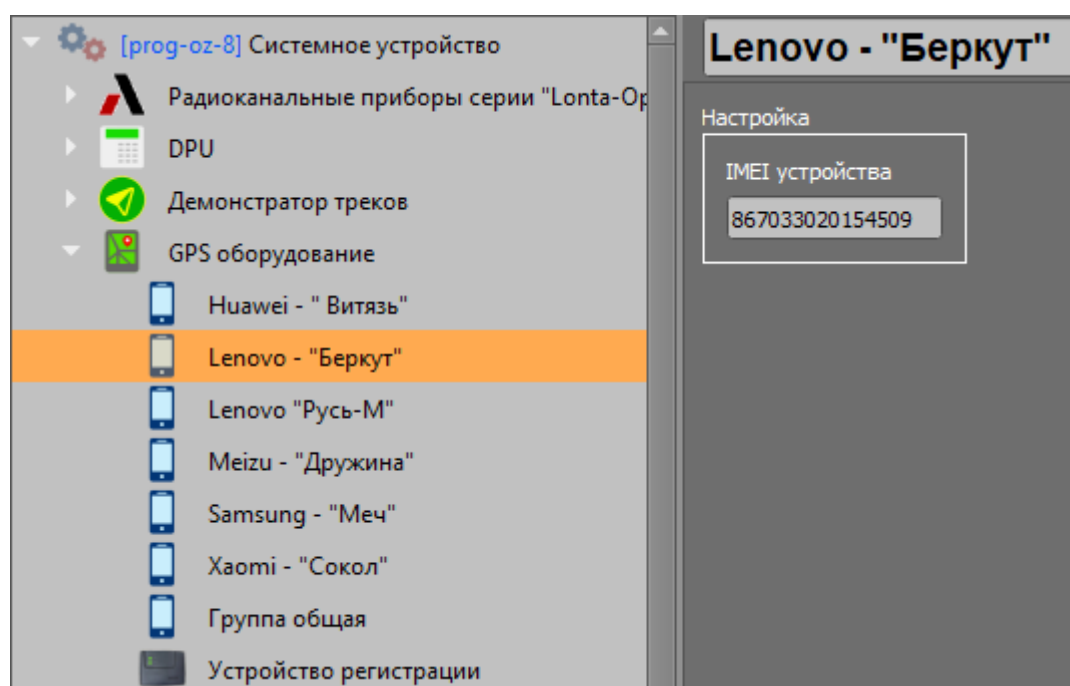 [prog-oz-8] Системное устройство
Радиоканальные приборы серии "Lonta-Op
DPU
Демонстратор треков
GPS оборудование
Huawei - " Витязь"
Lenovo - "Беркут"
Lenovo "Русь-М"
Meizu - "Дружина"
Samsung - "Меч"
Xaomi - "Сокол"
Группа общая
Устройство регистрации
Lenovo - "Беркут"
Настройка
IMEI устройства
867033020154509